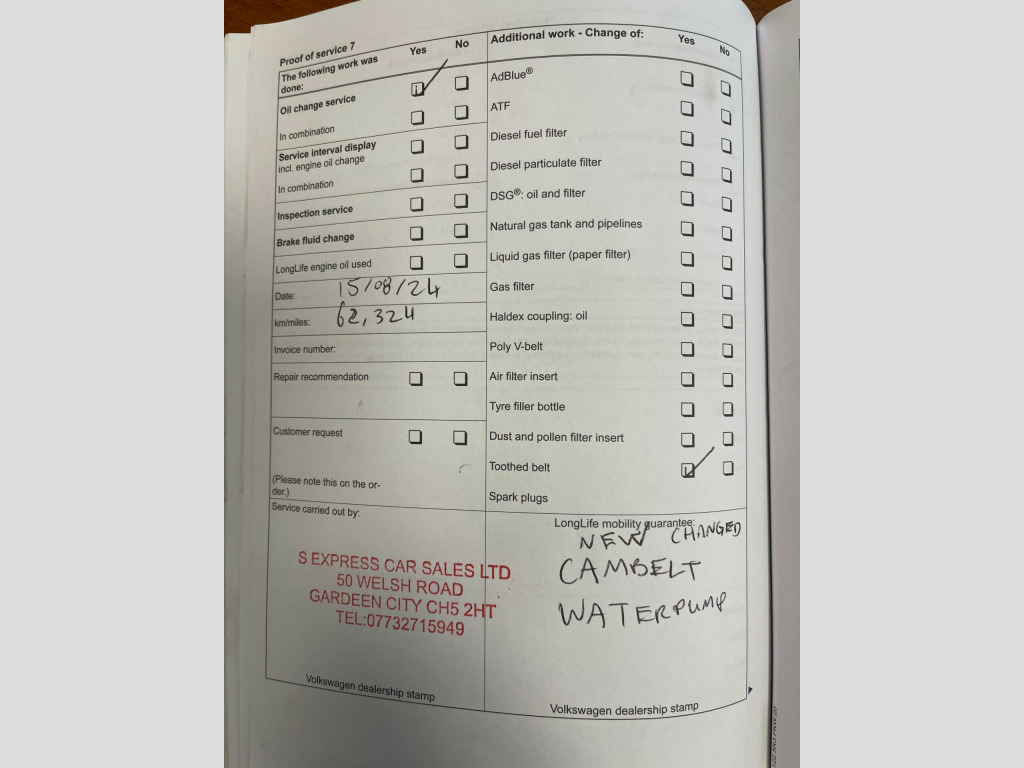 Proof of service 7
The following work was done:
Yes
No
Oil change service
In combination
Service interval display
incl. engine oil change
In combination
Inspection service
Brake fluid change
LongLife engine oil used
Date: 15/08/24
km/miles: 62,324
Invoice number:
Repair recommendation
Customer request
(Please note this on the or-
der.)
Service carried out by:
S EXPRESS CAR SALES LTD
50 WELSH ROAD
GARDEEN CITY CH5 2HT
TEL:07732715949
Volkswagen dealership stamp
Additional work - Change of:
Yes
No
AdBlue®
ATF
Diesel fuel filter
Diesel particulate filter
DSG®: oil and filter
Natural gas tank and pipelines
Liquid gas filter (paper filter)
Gas filter
Haldex coupling: oil
Poly V-belt
Air filter insert
Tyre filler bottle
Dust and pollen filter insert
Toothed belt
Spark plugs
LongLife mobility guarantee:
NEW CHANGED
CAMBELT
WATERPUMP
Volkswagen dealership stamp